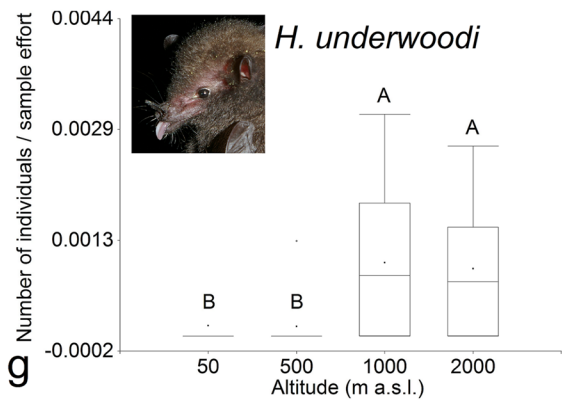 H. underwoodi
Number of individuals / sample effort
0.0044
0.0029
0.0013
-0.0002
A
A
B
B
50 500 1000 2000
Altitude (m a.s.l.)
g